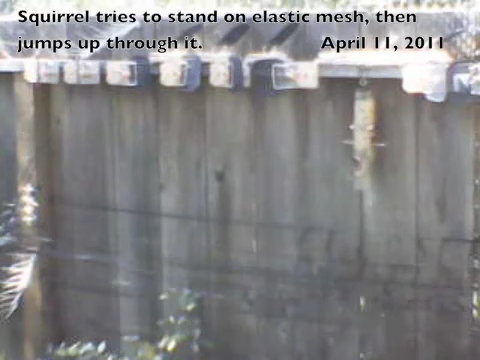 Squirrel tries to stand on elastic mesh, then
jumps up through it. April 11, 2011